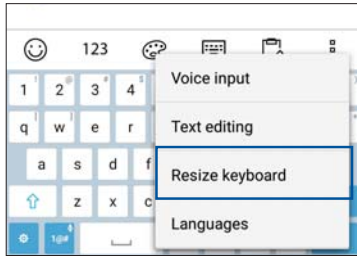 123
Voice input
1 ! 2 @ 3 # 4 $
Text editing
q w e r
a s d f
Resize keyboard
z x c
Languages
1@#